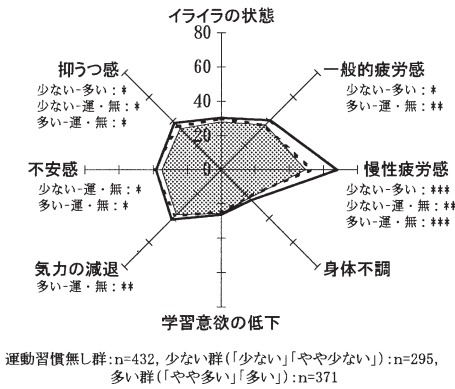 イライラの状態
80
60
40
20
0
一般的疲労感
少ない-多い：*
多い-運・無：**
慢性疲労感
少ない-多い：***
少ない-運・無：**
多い-運・無：***
身体不調
学習意欲の低下
気力の減退
多い-運・無：**
不安感
少ない-運・無：*
多い-運・無：*
抑うつ感
少ない-多い：*
少ない-運・無：*
多い-運・無：*
運動習慣無し群：n=432, 少ない群(「少ない」「やや少ない」)：n=295,
多い群(「やや多い」「多い」)：n=371